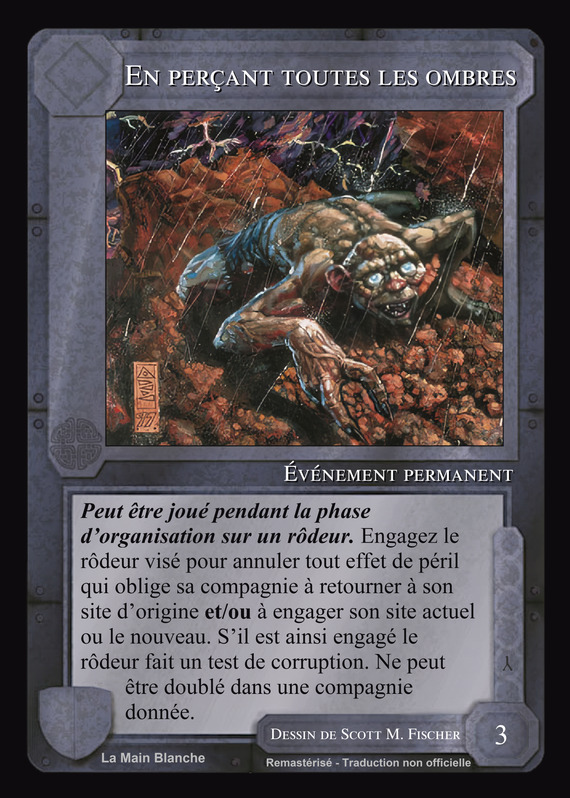 En perçant toutes les ombres
Événement permanent
Peut être joué pendant la phase
d’organisation sur un rôdeur. Engagez le
rôdeur visé pour annuler tout effet de péril
qui oblige sa compagnie à retourner à son
site d’origine et/ou à engager son site actuel
ou le nouveau. S’il est ainsi engagé le
rôdeur fait un test de corruption. Ne peut
être doublé dans une compagnie
donnée.
Dessin de Scott M. Fischer
3
La Main Blanche
Remastérisé - Traduction non officielle